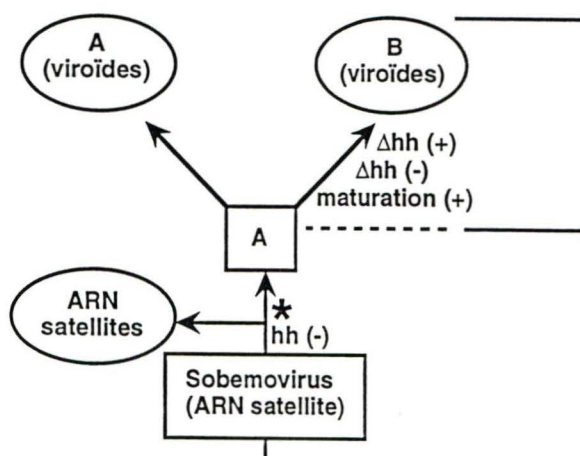 A
(viroïdes)
B
(viroïdes)
Δhh (+)
Δhh (-)
maturation (+)
A
ARN
satellites
*
hh (-)
Sobemovirus
(ARN satellite)